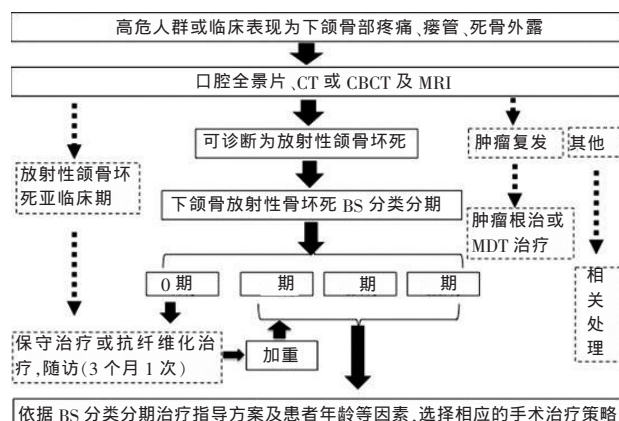 高危人群或临床表现为下颌骨部疼痛、瘘管、死骨外露
口腔全景片、CT 或 CBCT 及 MRI
可诊断为放射性颌骨坏死
肿瘤复发
其他
放射性颌骨坏
死亚临床期
下颌骨放射性骨坏死 BS 分类分期
肿瘤根治或
MDT 治疗
0 期
期
期
期
相
关
处
理
保守治疗或抗纤维化治
疗,随访(3 个月 1 次)
加重
依据 BS 分类分期治疗指导方案及患者年龄等因素,选择相应的手术治疗策略